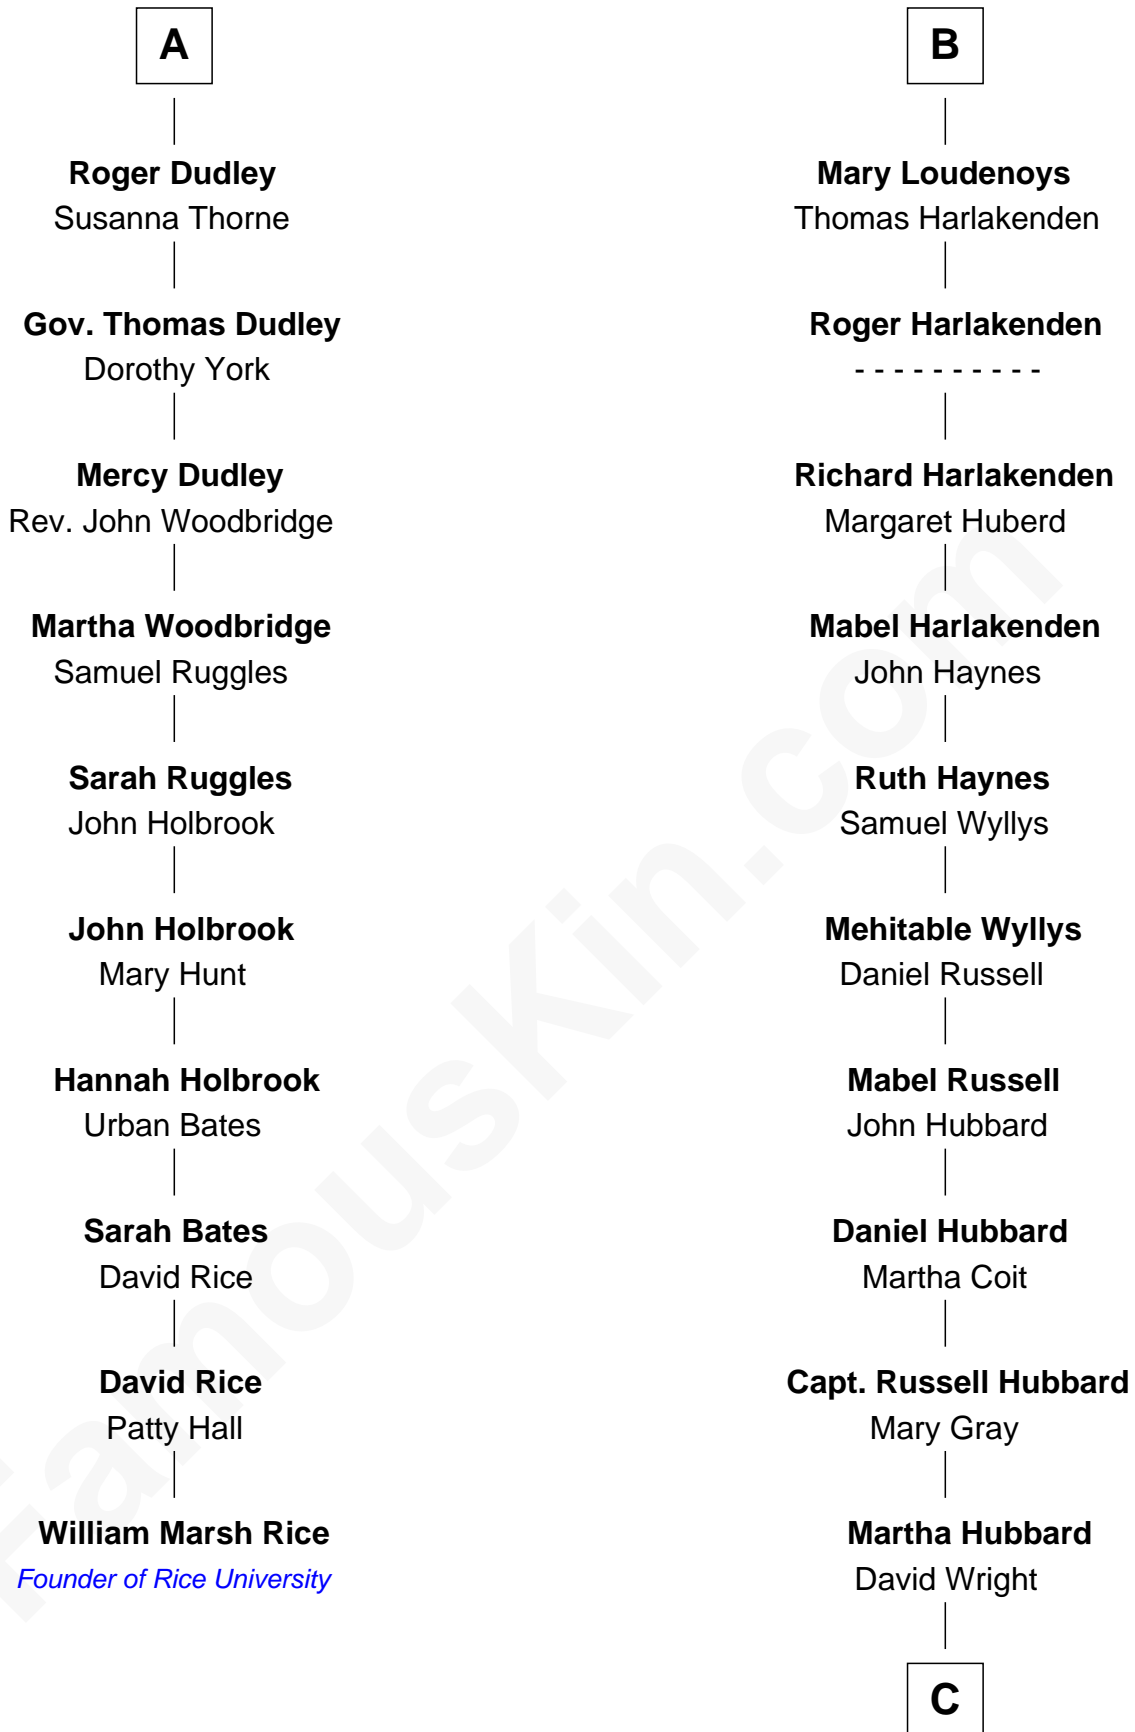 A
Roger Dudley
Susanna Thorne
Gov. Thomas Dudley
Dorothy York
Mercy Dudley
Rev. John Woodbridge
Martha Woodbridge
Samuel Ruggles
Sarah Ruggles
John Holbrook
John Holbrook
Mary Hunt
Hannah Holbrook
Urban Bates
Sarah Bates
David Rice
David Rice
Patty Hall
William Marsh Rice
Founder of Rice University
B
Mary Loudenoys
Thomas Harlakenden
Roger Harlakenden
- - - - - - - - - -
Richard Harlakenden
Margaret Huberd
Mabel Harlakenden
John Haynes
Ruth Haynes
Samuel Wyllys
Mehitable Wyllys
Daniel Russell
Mabel Russell
John Hubbard
Daniel Hubbard
Martha Coit
Capt. Russell Hubbard
Mary Gray
Martha Hubbard
David Wright
C
FamousKin.com